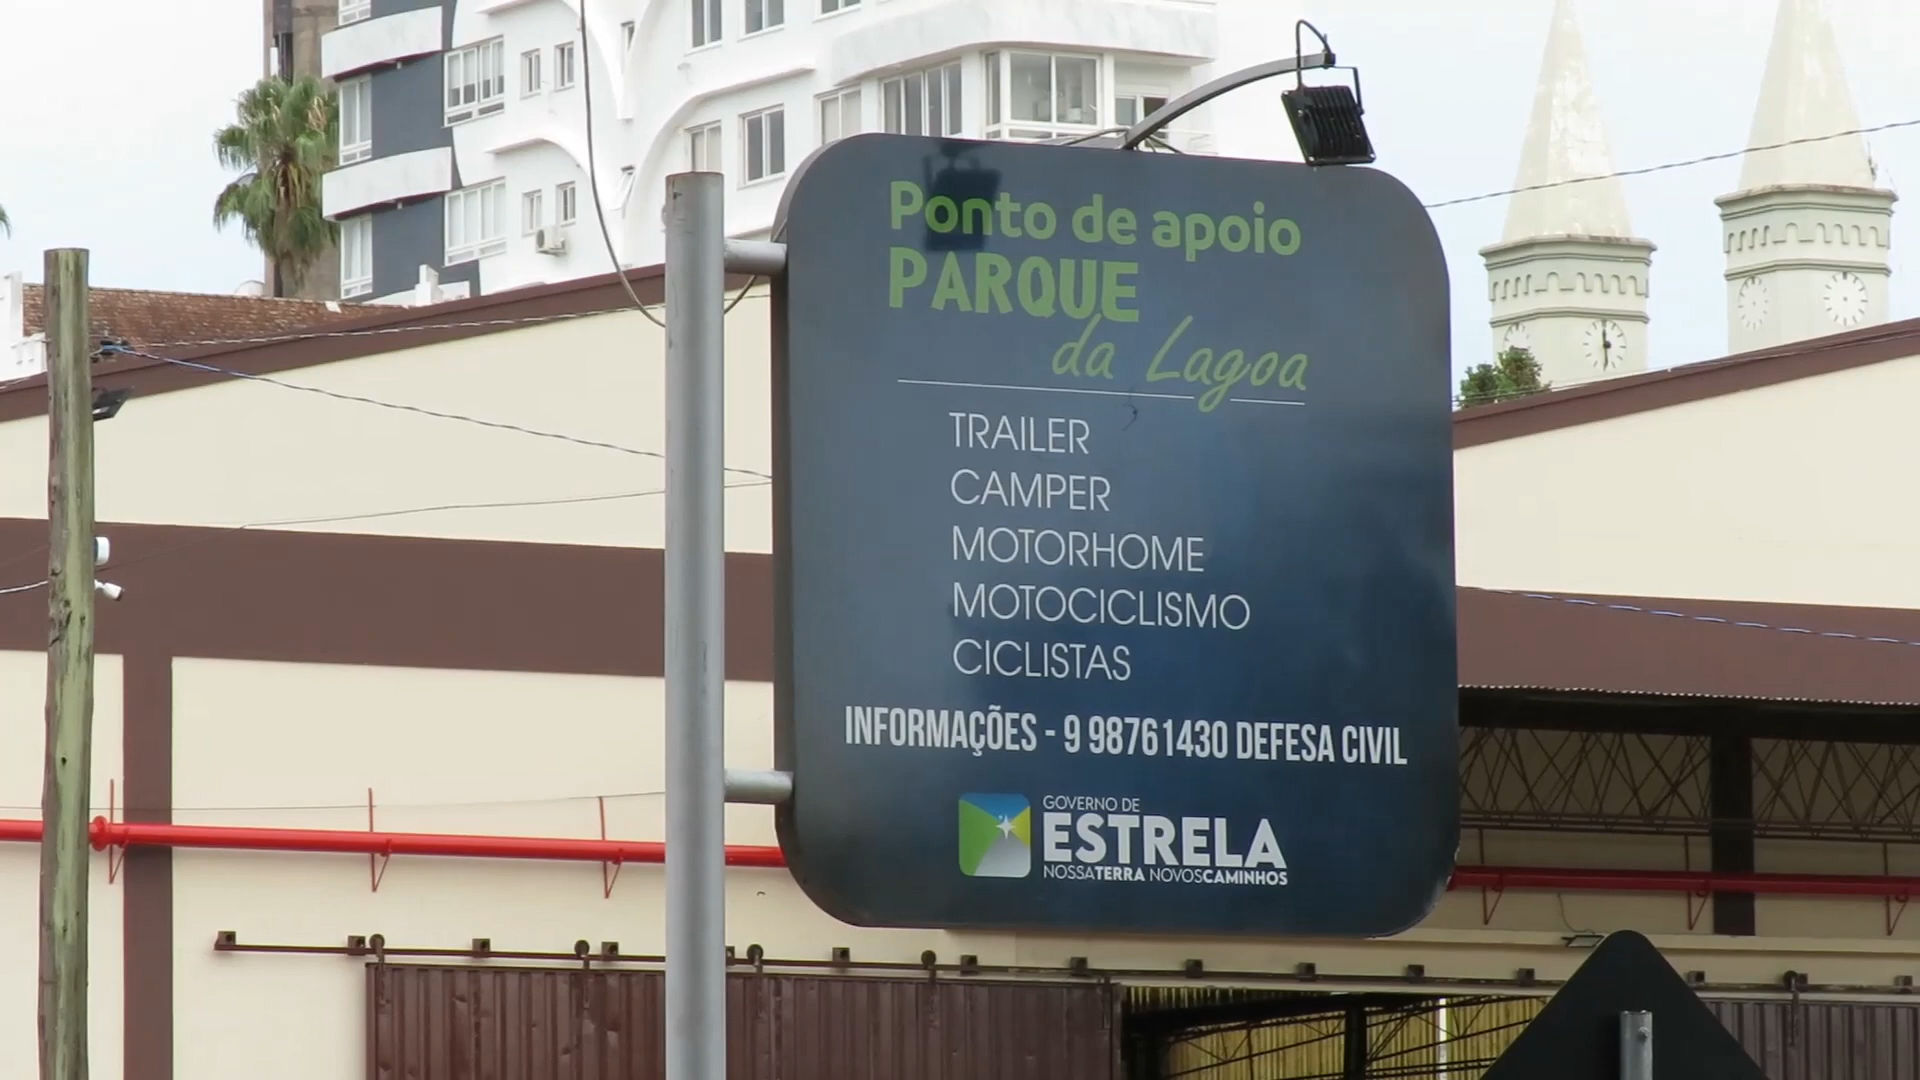 Ponto de apoio
PARQUE
da Lagoa
TRAILER
CAMPER
MOTORHOME
MOTOCICLISMO
CICLISTAS
INFORMAÇÕES - 9 98761430 DEFESA CIVIL
GOVERNO DE
ESTRELA
NOSSATERRA NOVOSCAMINHOS